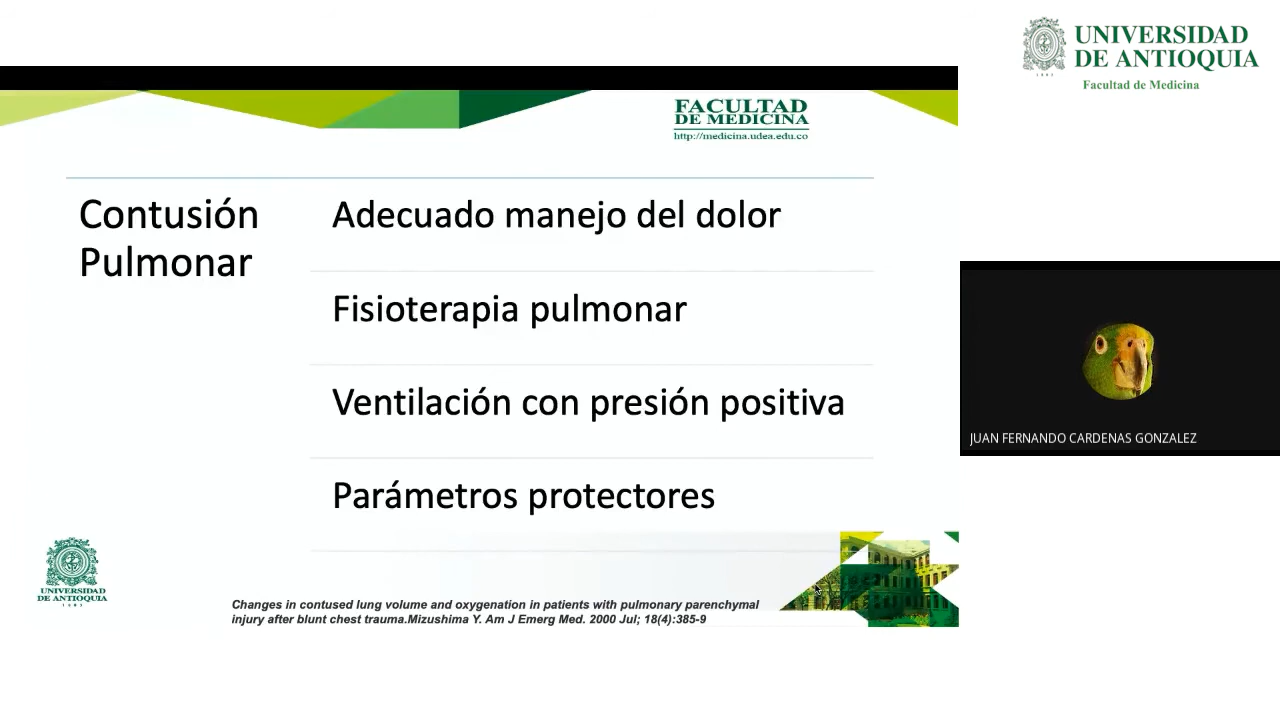 UNIVERSIDAD
DE ANTIOQUIA
1803
Facultad de Medicina
FACULTAD
DE MEDICINA
http://medicina.udea.edu.co
Contusión
Pulmonar
Adecuado manejo del dolor
Fisioterapia pulmonar
Ventilación con presión positiva
Parámetros protectores
JUAN FERNANDO CARDENAS GONZALEZ
UNIVERSIDAD
DE ANTIOQUIA
1803
Changes in contused lung volume and oxygenation in patients with pulmonary parenchymal
injury after blunt chest trauma.Mizushima Y. Am J Emerg Med. 2000 Jul; 18(4):385-9